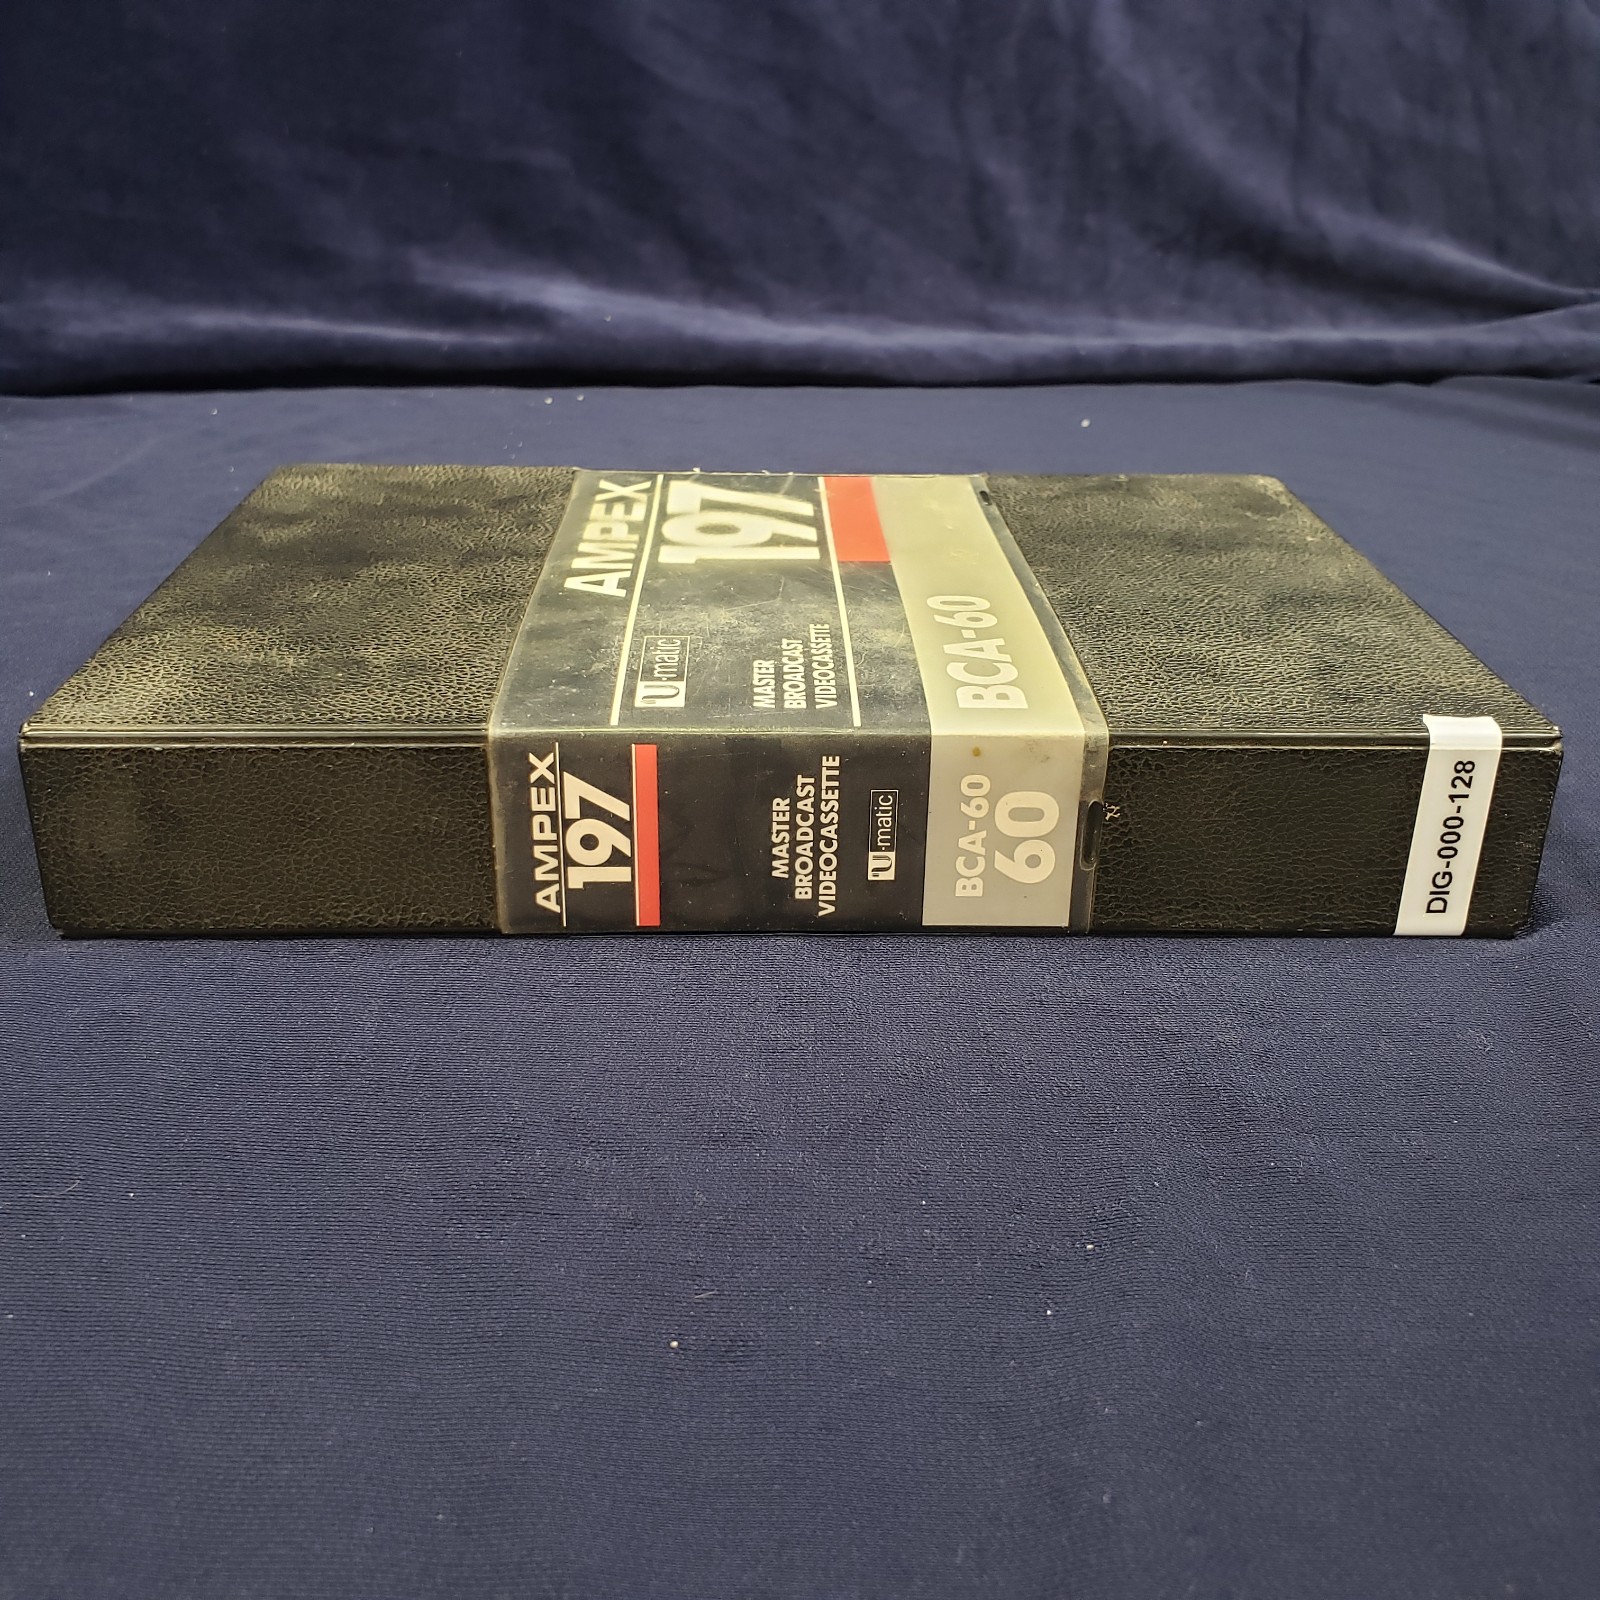 AMPEX
197
U-matic
MASTER
BROADCAST
VIDEOCASSETTE
BCA-60
AMPEX
197
MASTER
BROADCAST
VIDEOCASSETTE
U-matic
BCA-60
60
DIG-000-128